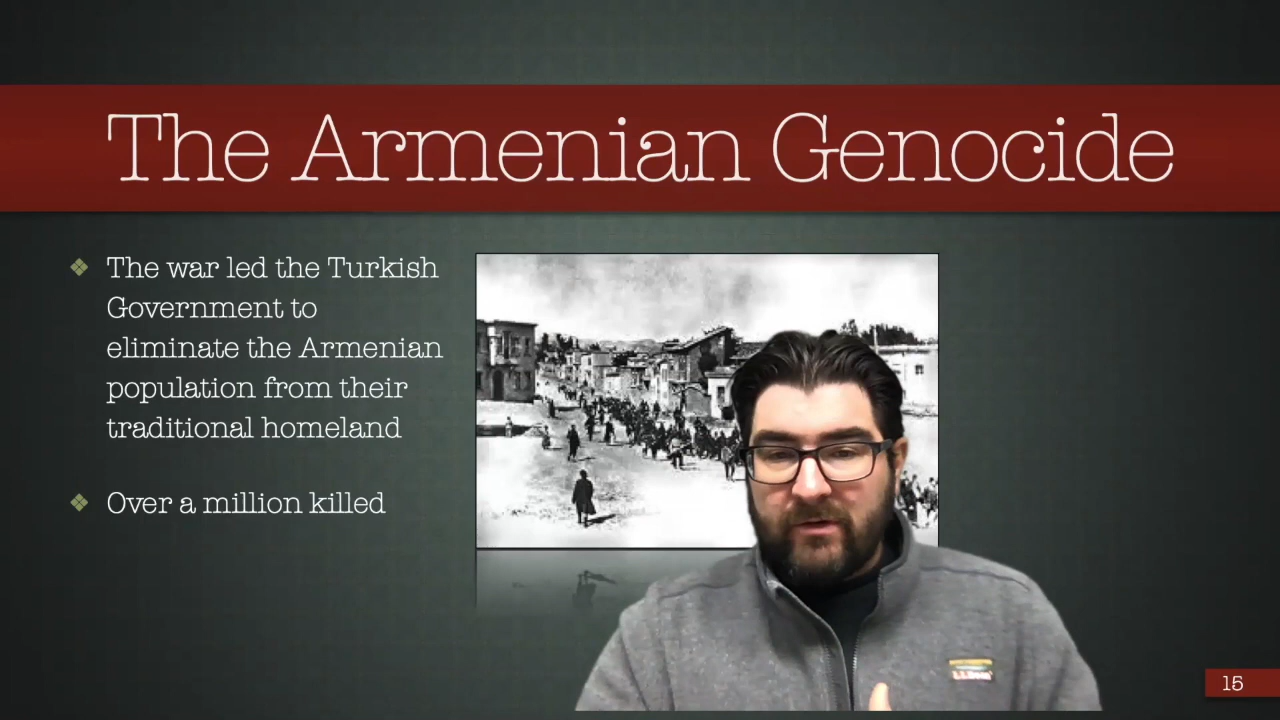 The Armenian Genocide
The war led the Turkish
Government to
eliminate the Armenian
population from their
traditional homeland
Over a million killed
L.L.Bean
15